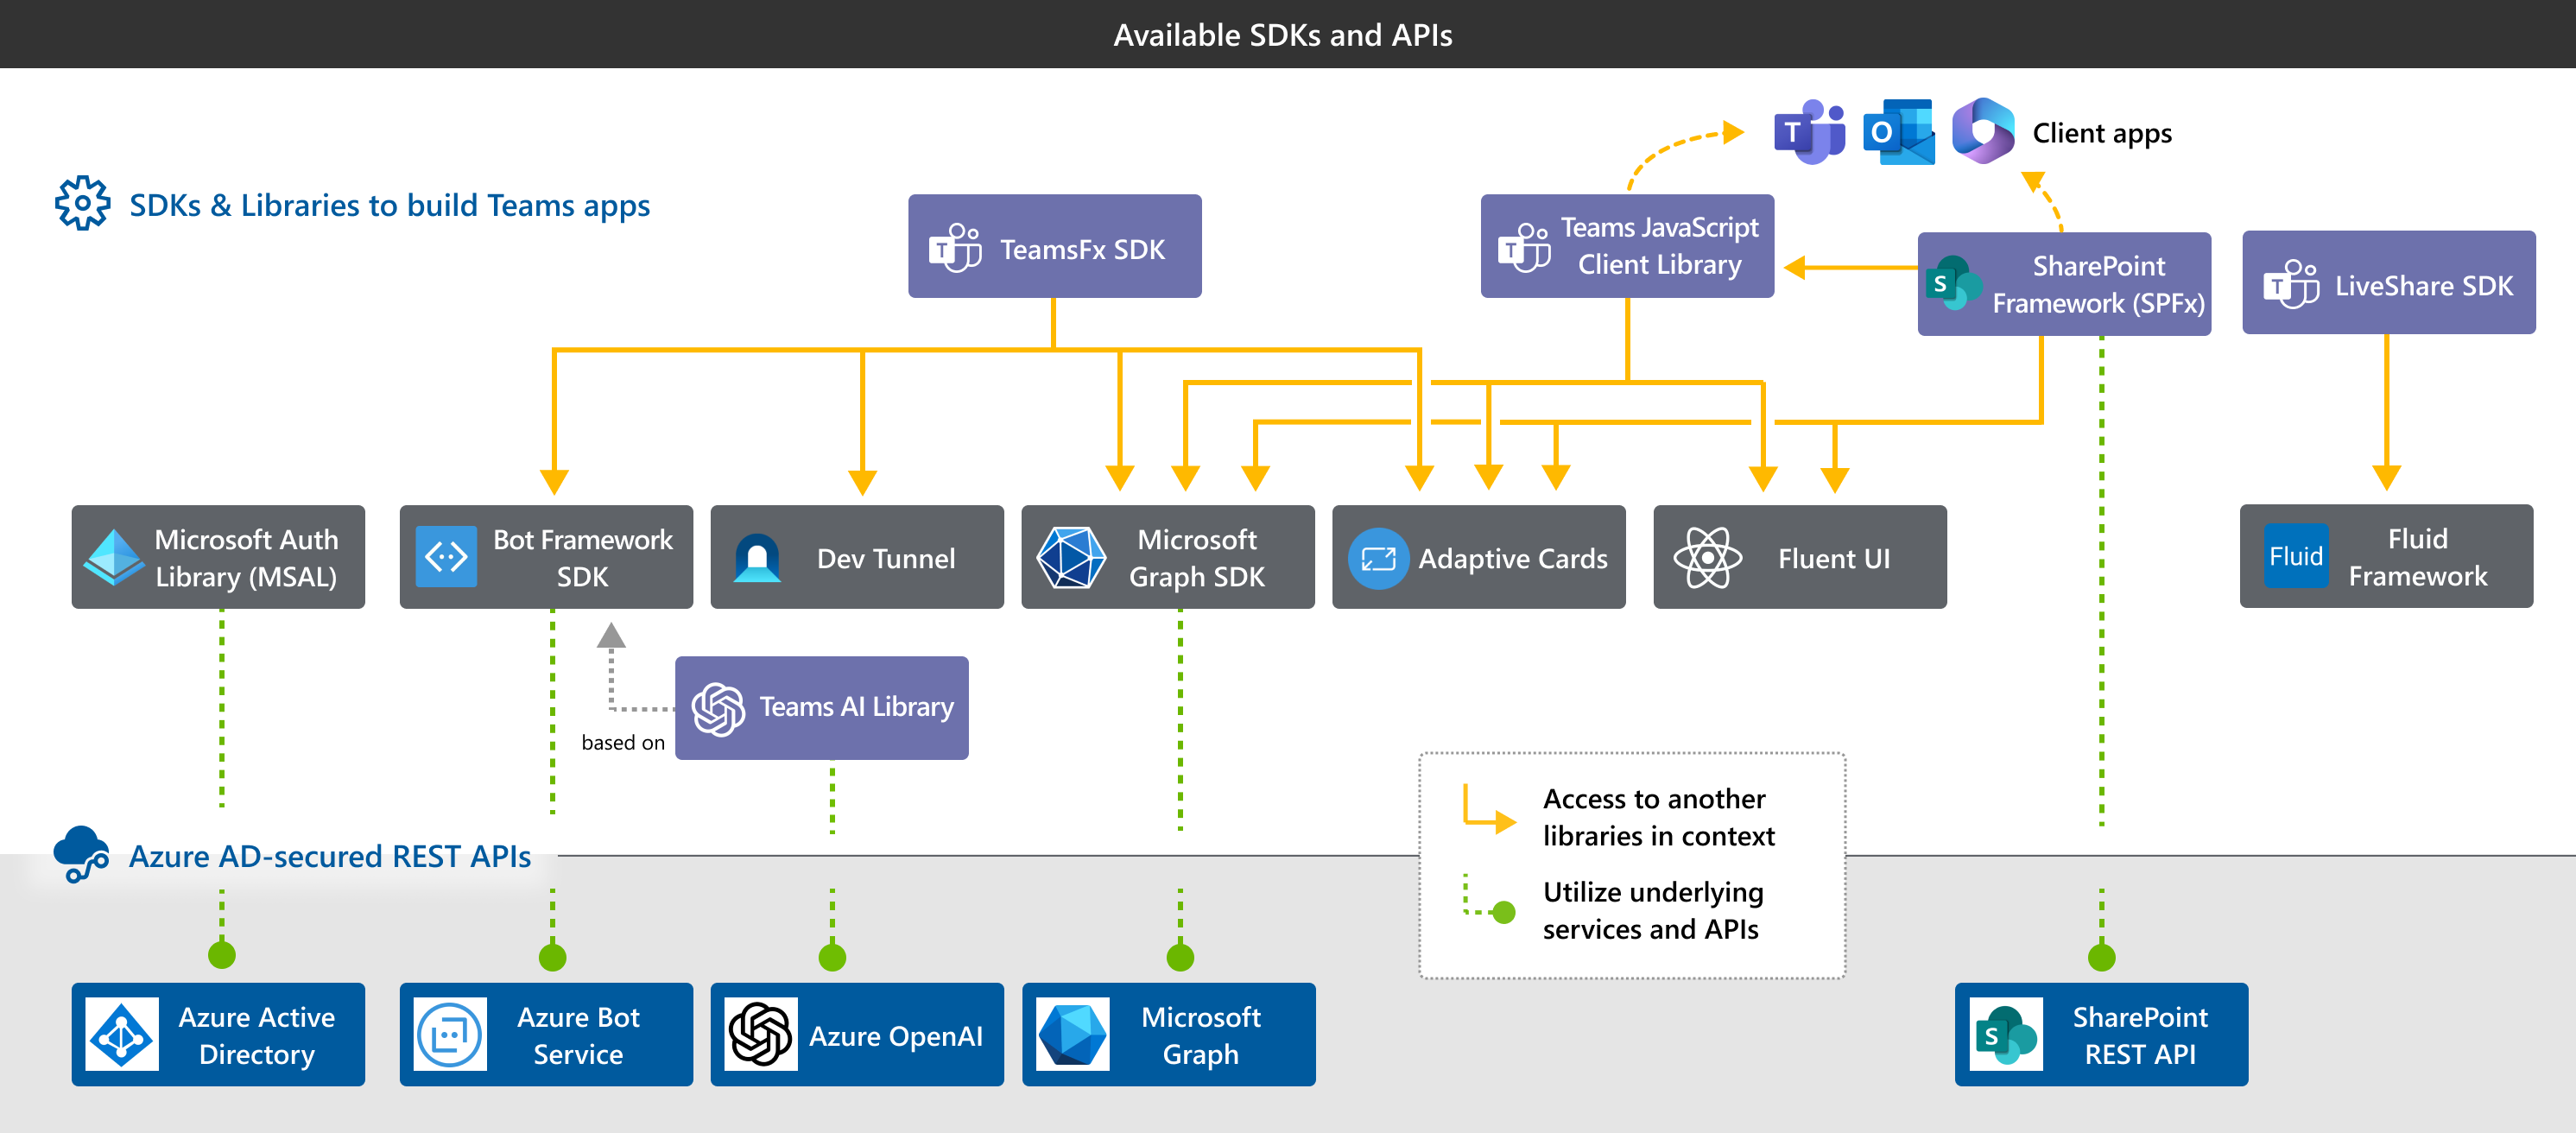 Available SDKs and APIs
T
O
Client apps
SDKs & Libraries to build Teams apps
T
TeamsFx SDK
T
Teams JavaScript
Client Library
S
SharePoint
Framework (SPFx)
T
LiveShare SDK
Microsoft Auth
Library (MSAL)
Bot Framework
SDK
Dev Tunnel
Microsoft
Graph SDK
Adaptive Cards
Fluent UI
Fluid
Fluid
Framework
Teams AI Library
based on
Access to another
libraries in context
Utilize underlying
services and APIs
Azure AD-secured REST APIs
Azure Active
Directory
Azure Bot
Service
Azure OpenAI
Microsoft
Graph
S
SharePoint
REST API